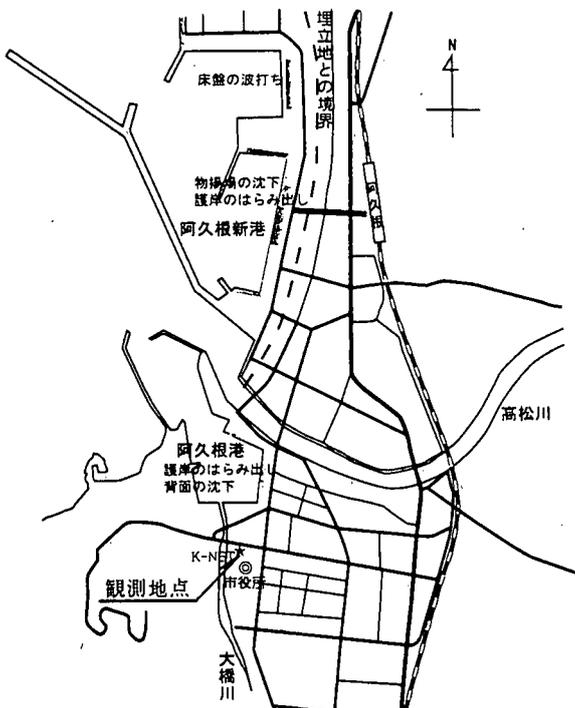 埋立地との境界
N
床盤の波打ち
物揚場の沈下
護岸のはらみ出し
阿久根
阿久根新港
高松川
阿久根港
護岸のはらみ出し
背面の沈下
K-NET
市役所
観測地点
大橋川